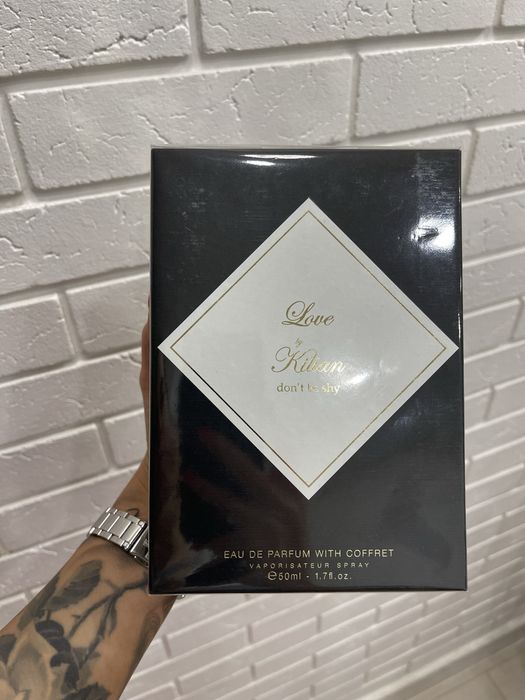 Love
by
Kilian
don't be shy
EAU DE PARFUM WITH COFFRET
VAPORISATEUR SPRAY
℮50ml - 1.7fl.oz.